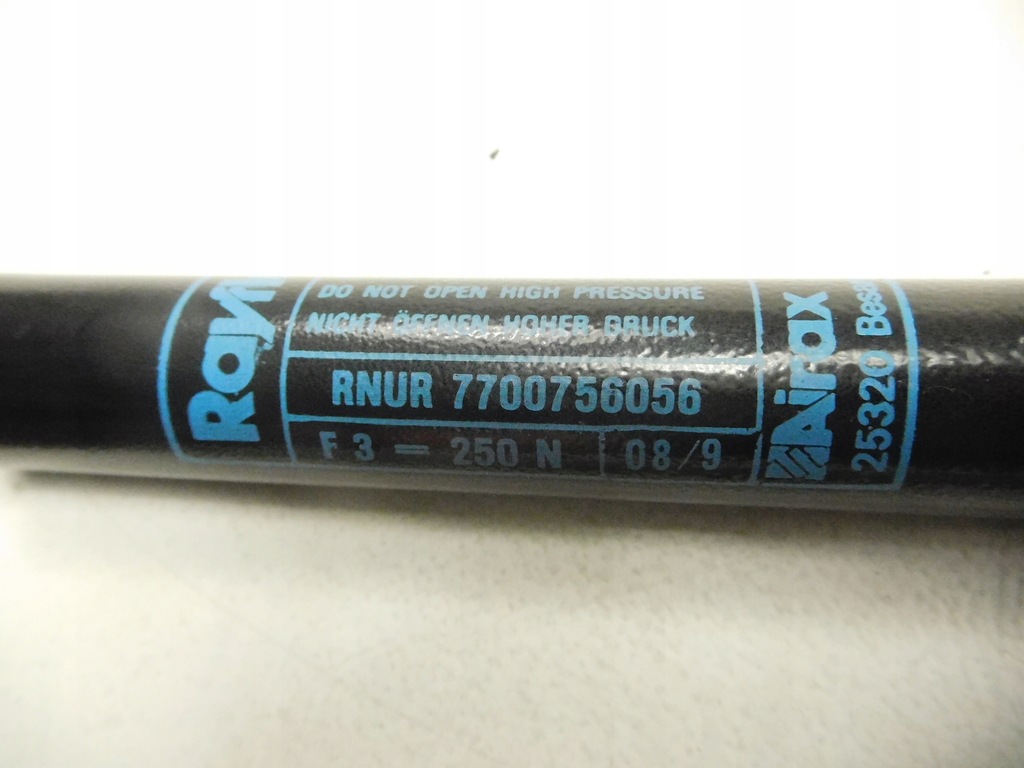 DO NOT OPEN HIGH PRESSURE
NICHT ÖFFNEN HOHER DRUCK
RNUR 7700756056
F 3 = 250 N 08/9
Airax
25320